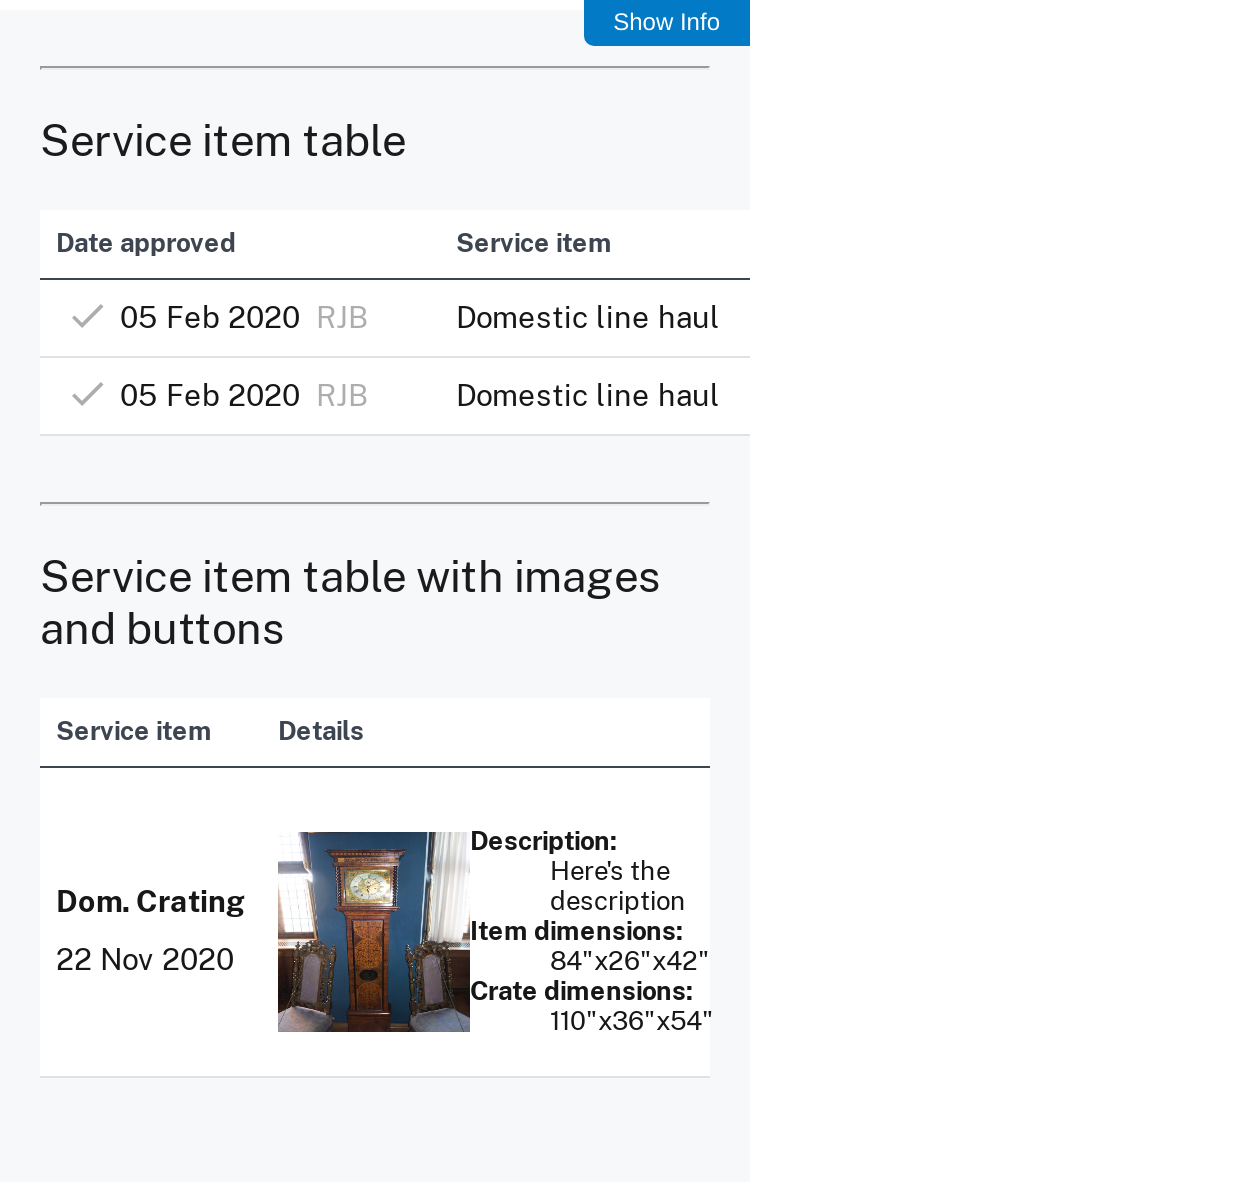 Show Info
Service item table
Date approved Service item
05 Feb 2020 RJB Domestic line haul
05 Feb 2020 RJB Domestic line haul
Service item table with images
and buttons
Service item Details
Dom. Crating
22 Nov 2020
Description:
Here's the
description
Item dimensions:
84"x26"x42"
Crate dimensions:
110"x36"x54"